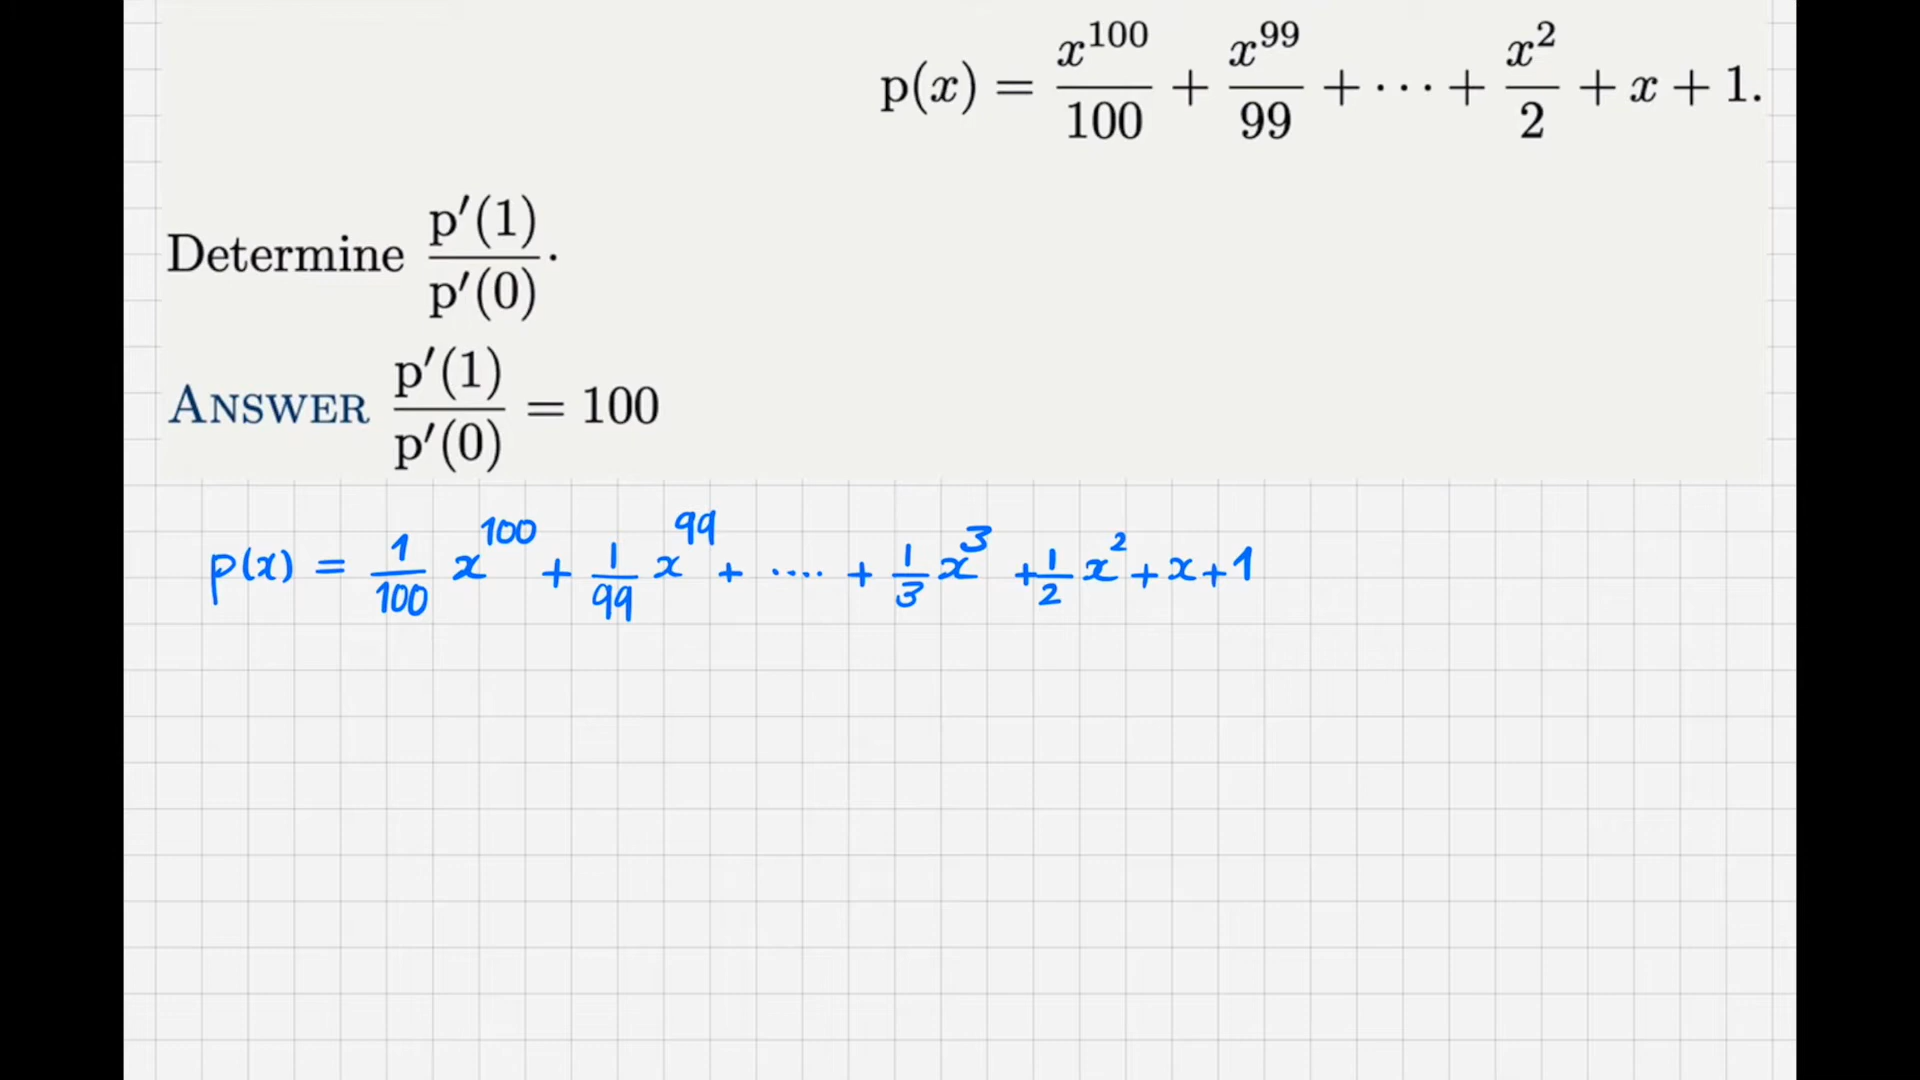 p(x) = x^100/100 + x^99/99 + ··· + x^2/2 + x + 1.
Determine p′(1)/p′(0).
ANSWER p′(1)/p′(0) = 100
p(x) = 1/100 x^100 + 1/99 x^99 + .... + 1/3 x^3 + 1/2 x^2 + x + 1